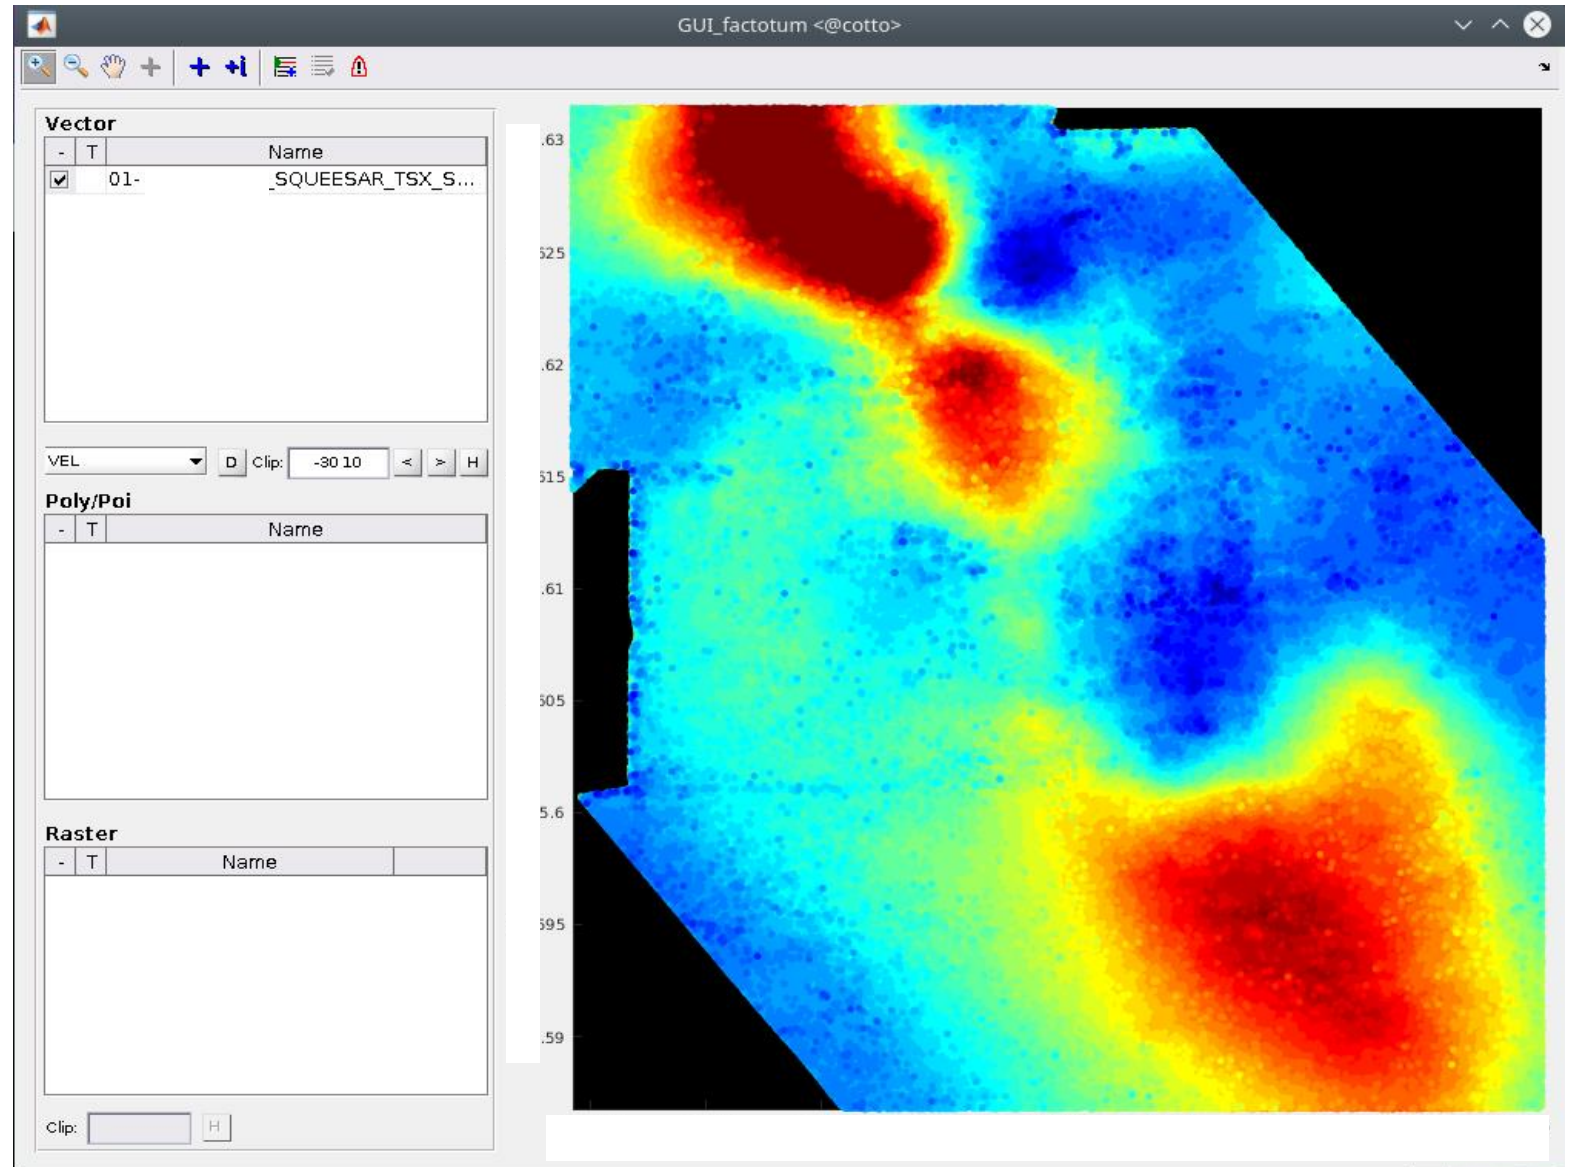 GUI_factotum <@cotto>
Vector
- T Name
01- _SQUEESAR_TSX_S...
VEL D Clip: -30 10 < > H
Poly/Poi
- T Name
Raster
- T Name
Clip: H
.63
525
.62
515
.61
505
5.6
595
.59